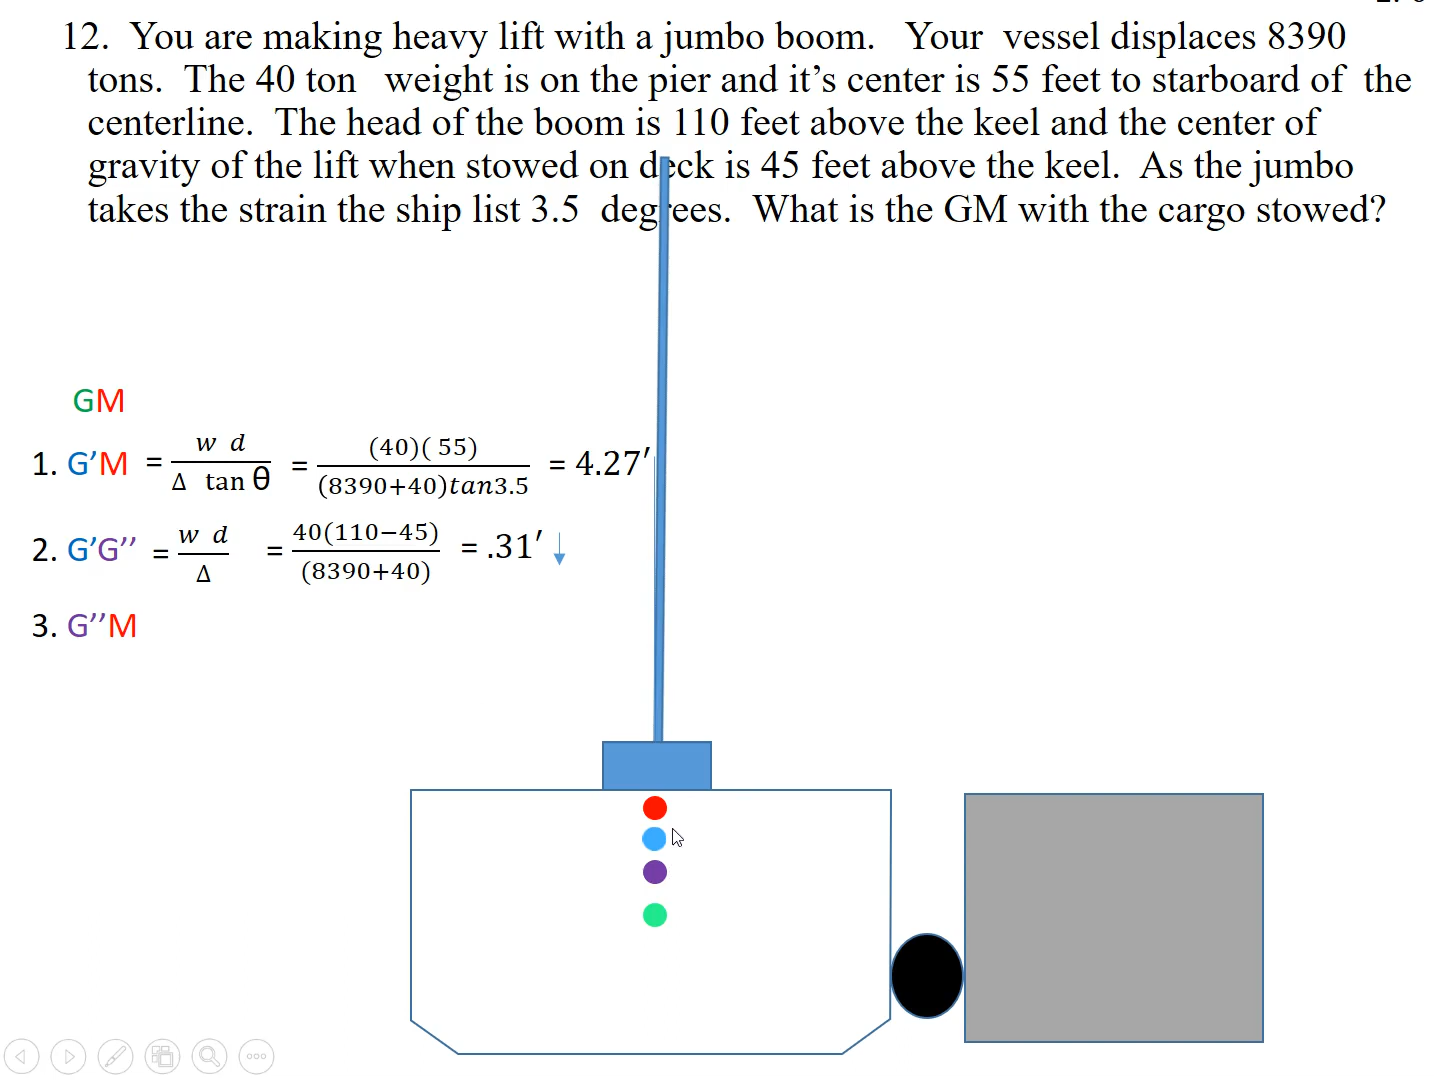 12. You are making heavy lift with a jumbo boom. Your vessel displaces 8390
tons. The 40 ton weight is on the pier and it’s center is 55 feet to starboard of the
centerline. The head of the boom is 110 feet above the keel and the center of
gravity of the lift when stowed on deck is 45 feet above the keel. As the jumbo
takes the strain the ship list 3.5 degrees. What is the GM with the cargo stowed?
GM
1. G’M = w d / Δ tan θ = (40)( 55) / (8390+40)tan3.5 = 4.27′
2. G’G’’ = w d / Δ = 40(110−45) / (8390+40) = .31′ ↓
3. G’’M